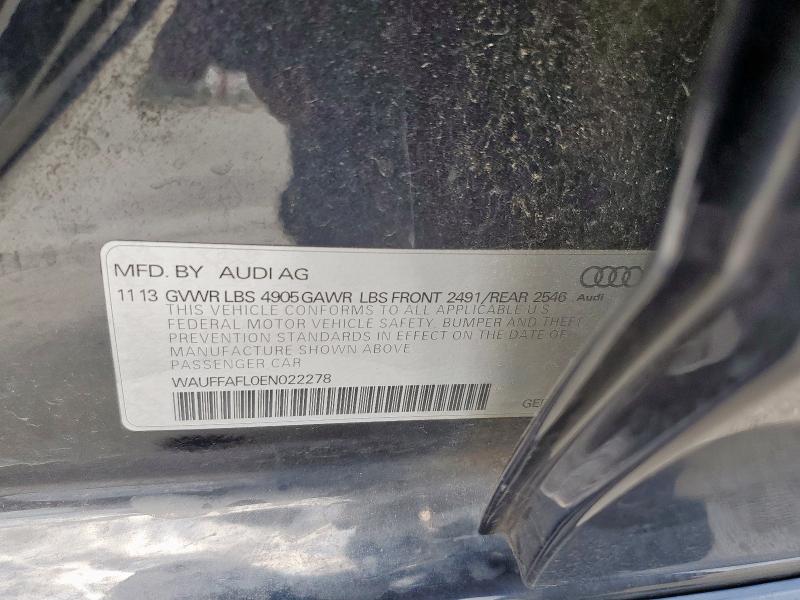 MFD. BY AUDI AG
11 13 GVWR LBS 4905 GAWR LBS FRONT 2491/REAR 2546
Audi
THIS VEHICLE CONFORMS TO ALL APPLICABLE U.S
FEDERAL MOTOR VEHICLE SAFETY, BUMPER AND THEFT
PREVENTION STANDARDS IN EFFECT ON THE DATE OF
MANUFACTURE SHOWN ABOVE
PASSENGER CAR
WAUFFAFL0EN022278